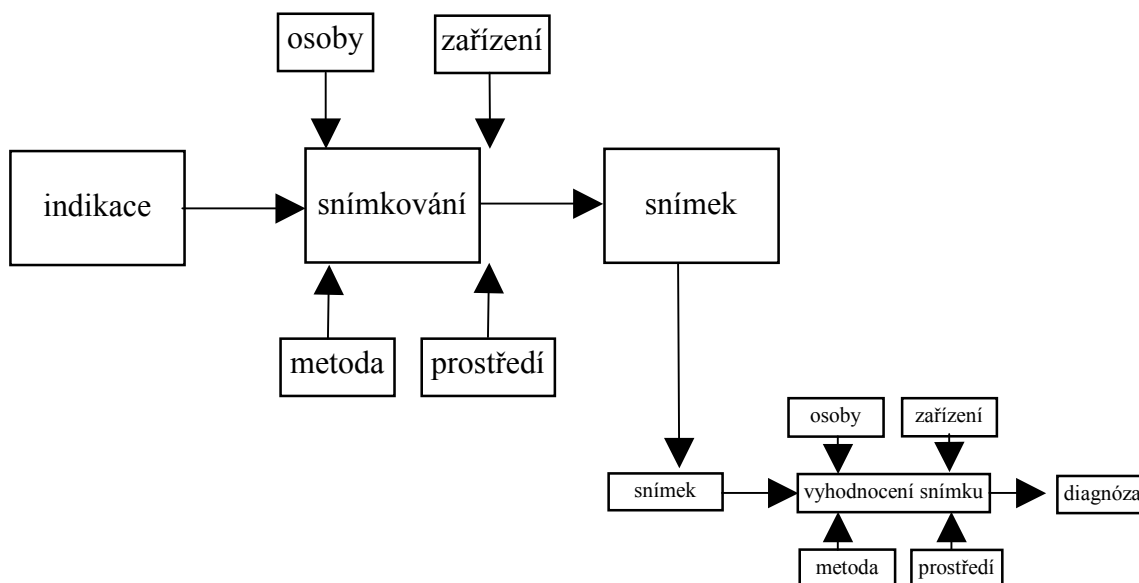 osoby
zařízení
indikace
snímkování
snímek
metoda
prostředí
osoby
zařízení
snímek
vyhodnocení snímku
diagnóza
metoda
prostředí